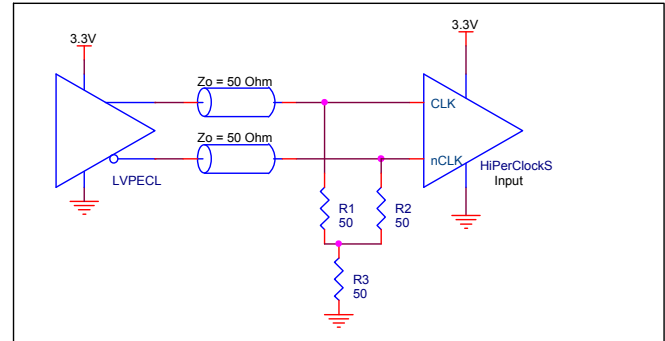 3.3V
3.3V
Zo = 50 Ohm
CLK
Zo = 50 Ohm
nCLK
LVPECL
HiPerClockS
Input
R1
50
R2
50
R3
50